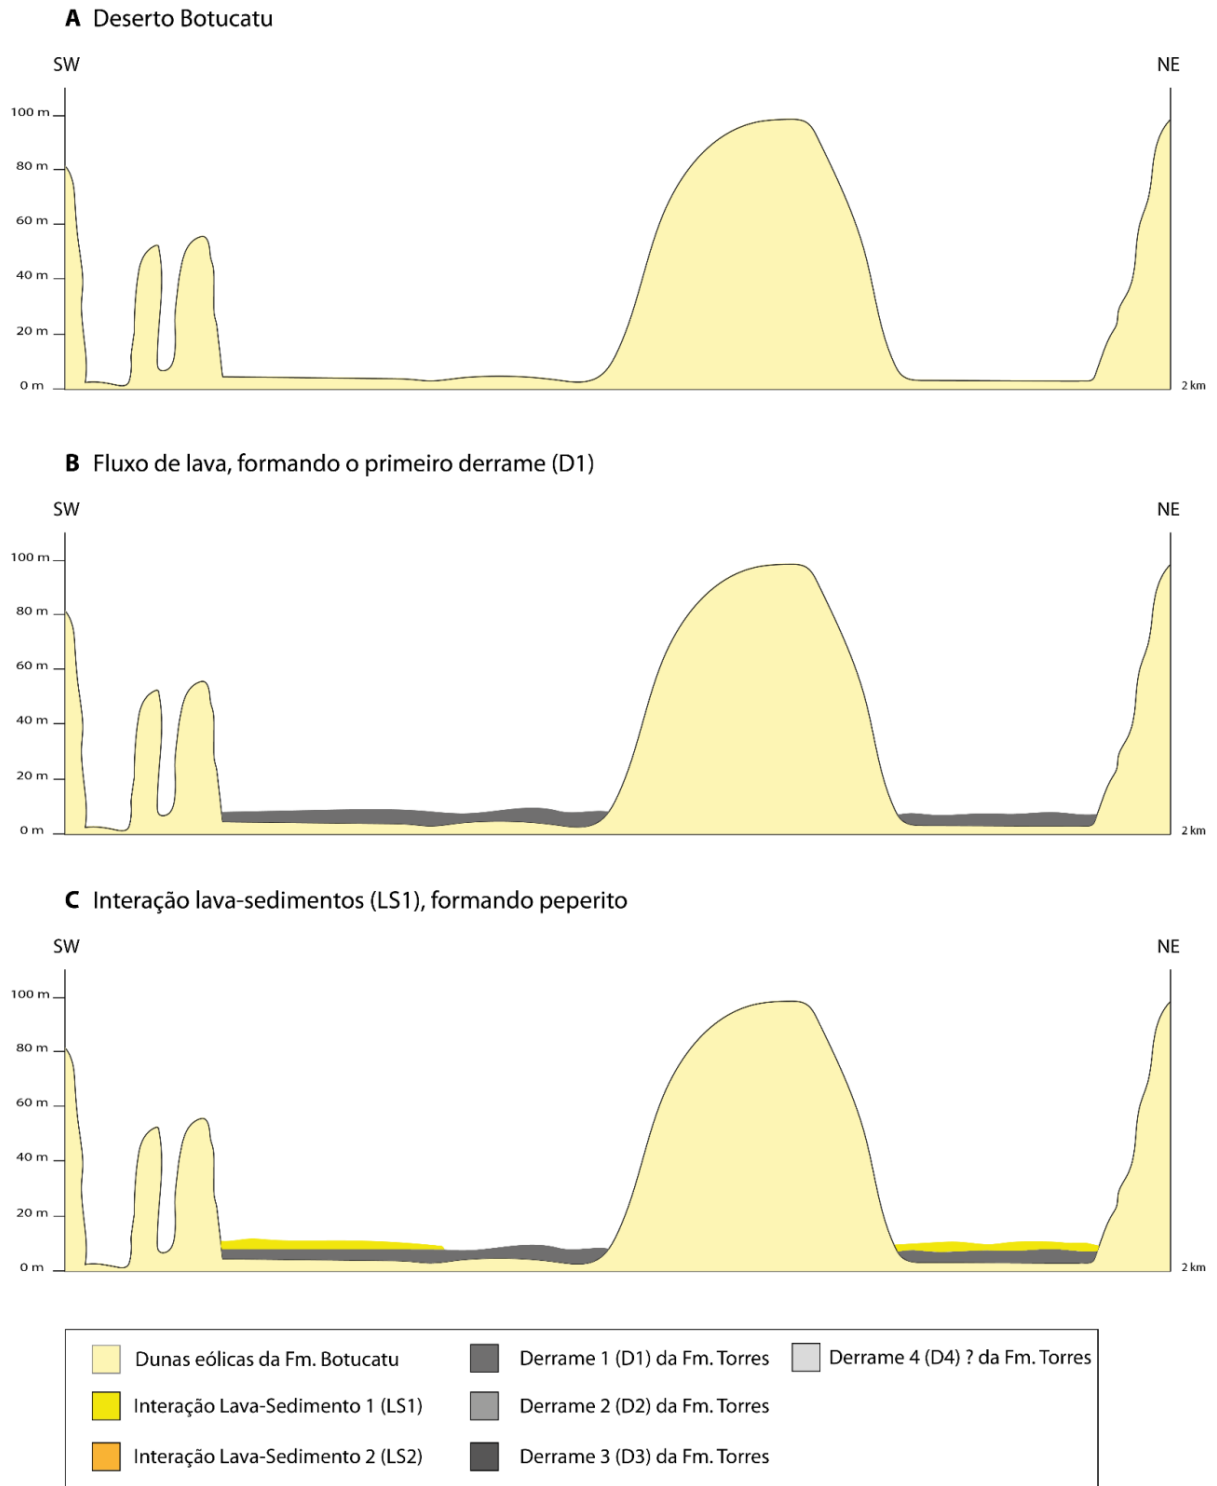 A Deserto Botucatu
SW NE
100 m
80 m
60 m
40 m
20 m
0 m
2 km
B Fluxo de lava, formando o primeiro derrame (D1)
SW NE
100 m
80 m
60 m
40 m
20 m
0 m
2 km
C Interação lava-sedimentos (LS1), formando peperito
SW NE
100 m
80 m
60 m
40 m
20 m
0 m
2 km
Dunas eólicas da Fm. Botucatu
Interação Lava-Sedimento 1 (LS1)
Interação Lava-Sedimento 2 (LS2)
Derrame 1 (D1) da Fm. Torres
Derrame 2 (D2) da Fm. Torres
Derrame 3 (D3) da Fm. Torres
Derrame 4 (D4) ? da Fm. Torres